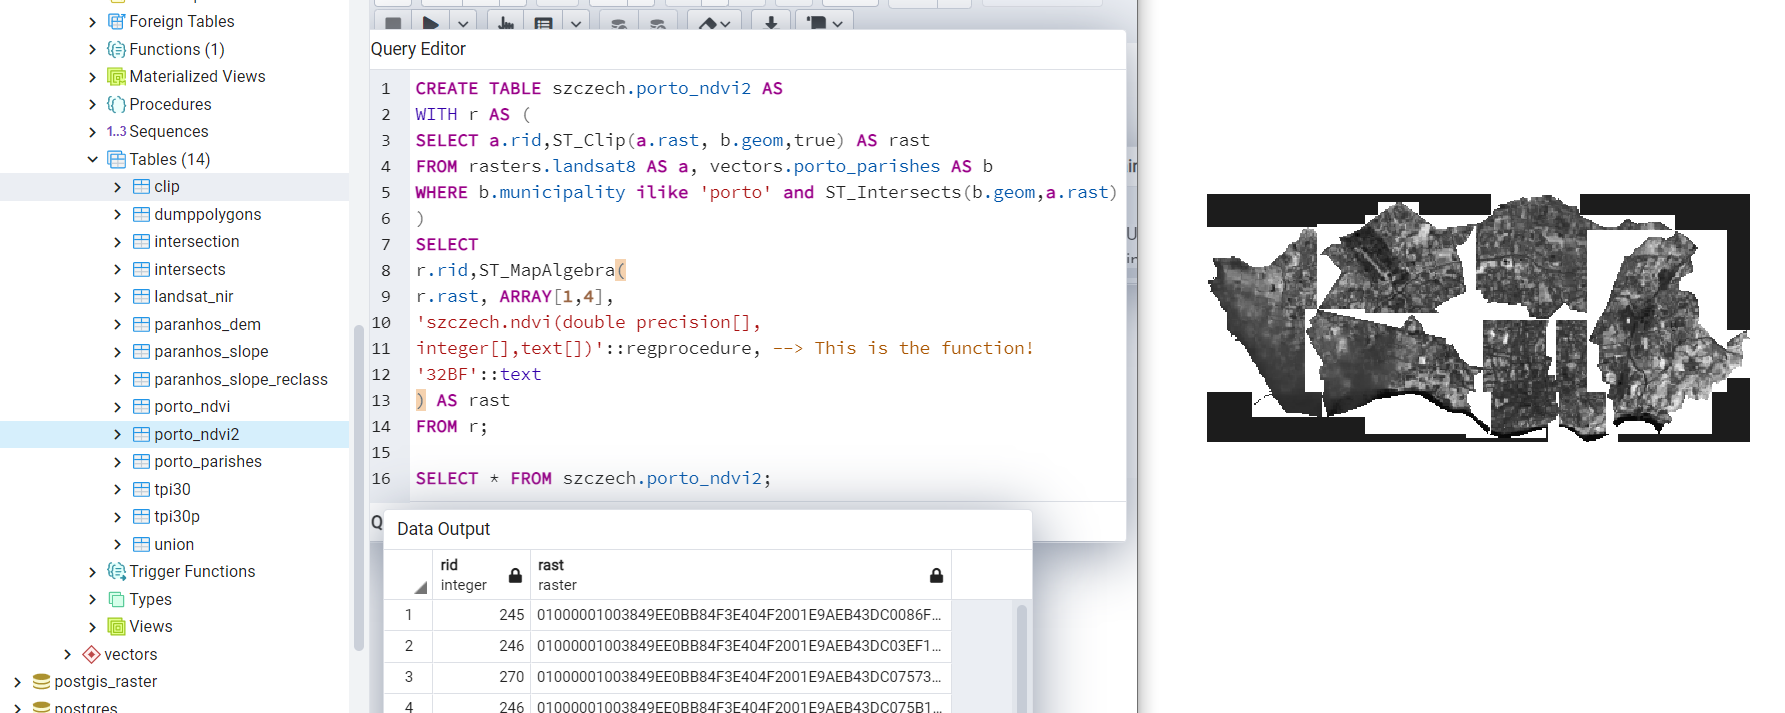 Foreign Tables
Functions (1)
Materialized Views
Procedures
1..3 Sequences
Tables (14)
clip
dumppolygons
intersection
intersects
landsat_nir
paranhos_dem
paranhos_slope
paranhos_slope_reclass
porto_ndvi
porto_ndvi2
porto_parishes
tpi30
tpi30p
union
Trigger Functions
Types
Views
vectors
postgis_raster
postgres
Query Editor
1 CREATE TABLE szczech.porto_ndvi2 AS
2 WITH r AS (
3 SELECT a.rid,ST_Clip(a.rast, b.geom,true) AS rast
4 FROM rasters.landsat8 AS a, vectors.porto_parishes AS b
5 WHERE b.municipality ilike 'porto' and ST_Intersects(b.geom,a.rast)
6 )
7 SELECT
8 r.rid,ST_MapAlgebra(
9 r.rast, ARRAY[1,4],
10 'szczech.ndvi(double precision[],
11 integer[],text[])'::regprocedure, --> This is the function!
12 '32BF'::text
13 ) AS rast
14 FROM r;
15
16 SELECT * FROM szczech.porto_ndvi2;
Data Output
rid integer
rast raster
1 245 01000001003849EE0BB84F3E404F2001E9AEB43DC0086F...
2 246 01000001003849EE0BB84F3E404F2001E9AEB43DC03EF1...
3 270 01000001003849EE0BB84F3E404F2001E9AEB43DC07573...
4 246 01000001003849EE0BB84F3E404F2001E9AEB43DC075B1...